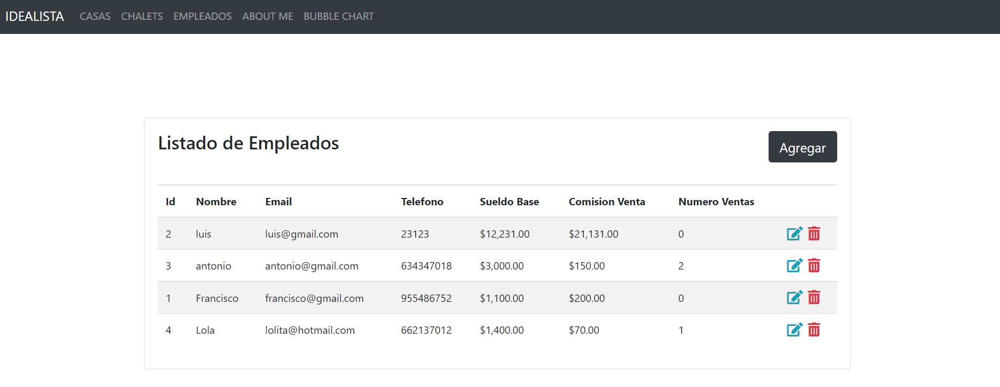 IDEALISTA CASAS CHALETS EMPLEADOS ABOUT ME BUBBLE CHART
Listado de Empleados Agregar
Id Nombre Email Telefono Sueldo Base Comision Venta Numero Ventas
2 luis luis@gmail.com 23123 $12,231.00 $21,131.00 0
3 antonio antonio@gmail.com 634347018 $3,000.00 $150.00 2
1 Francisco francisco@gmail.com 955486752 $1,100.00 $200.00 0
4 Lola lolita@hotmail.com 662137012 $1,400.00 $70.00 1